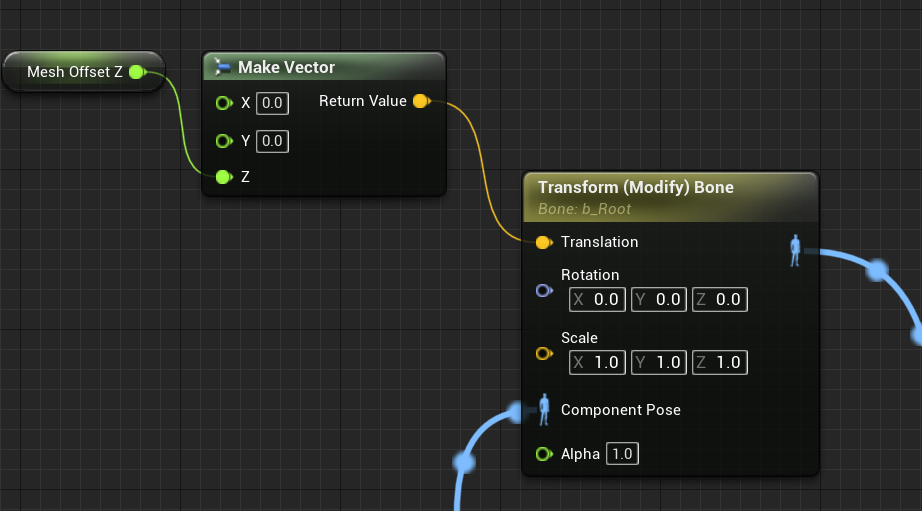 Mesh Offset Z
Make Vector
X 0.0 Return Value
Y 0.0
Z
Transform (Modify) Bone
Bone: b_Root
Translation
Rotation
X 0.0 Y 0.0 Z 0.0
Scale
X 1.0 Y 1.0 Z 1.0
Component Pose
Alpha 1.0